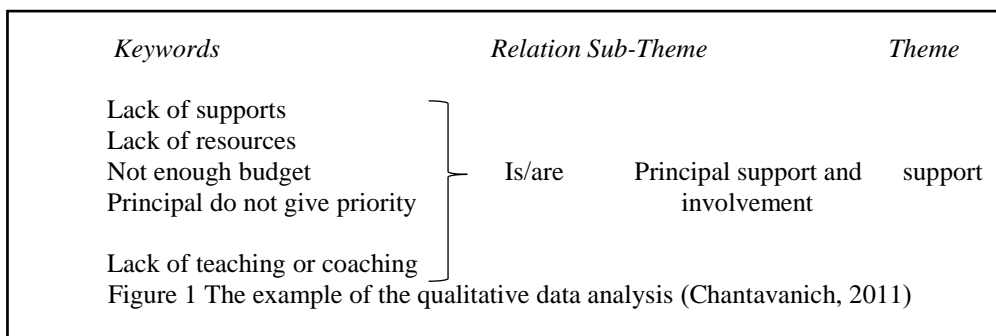 Keywords Relation Sub-Theme Theme
Lack of supports
Lack of resources
Not enough budget Is/are Principal support and support
Principal do not give priority involvement
Lack of teaching or coaching
Figure 1 The example of the qualitative data analysis (Chantavanich, 2011)